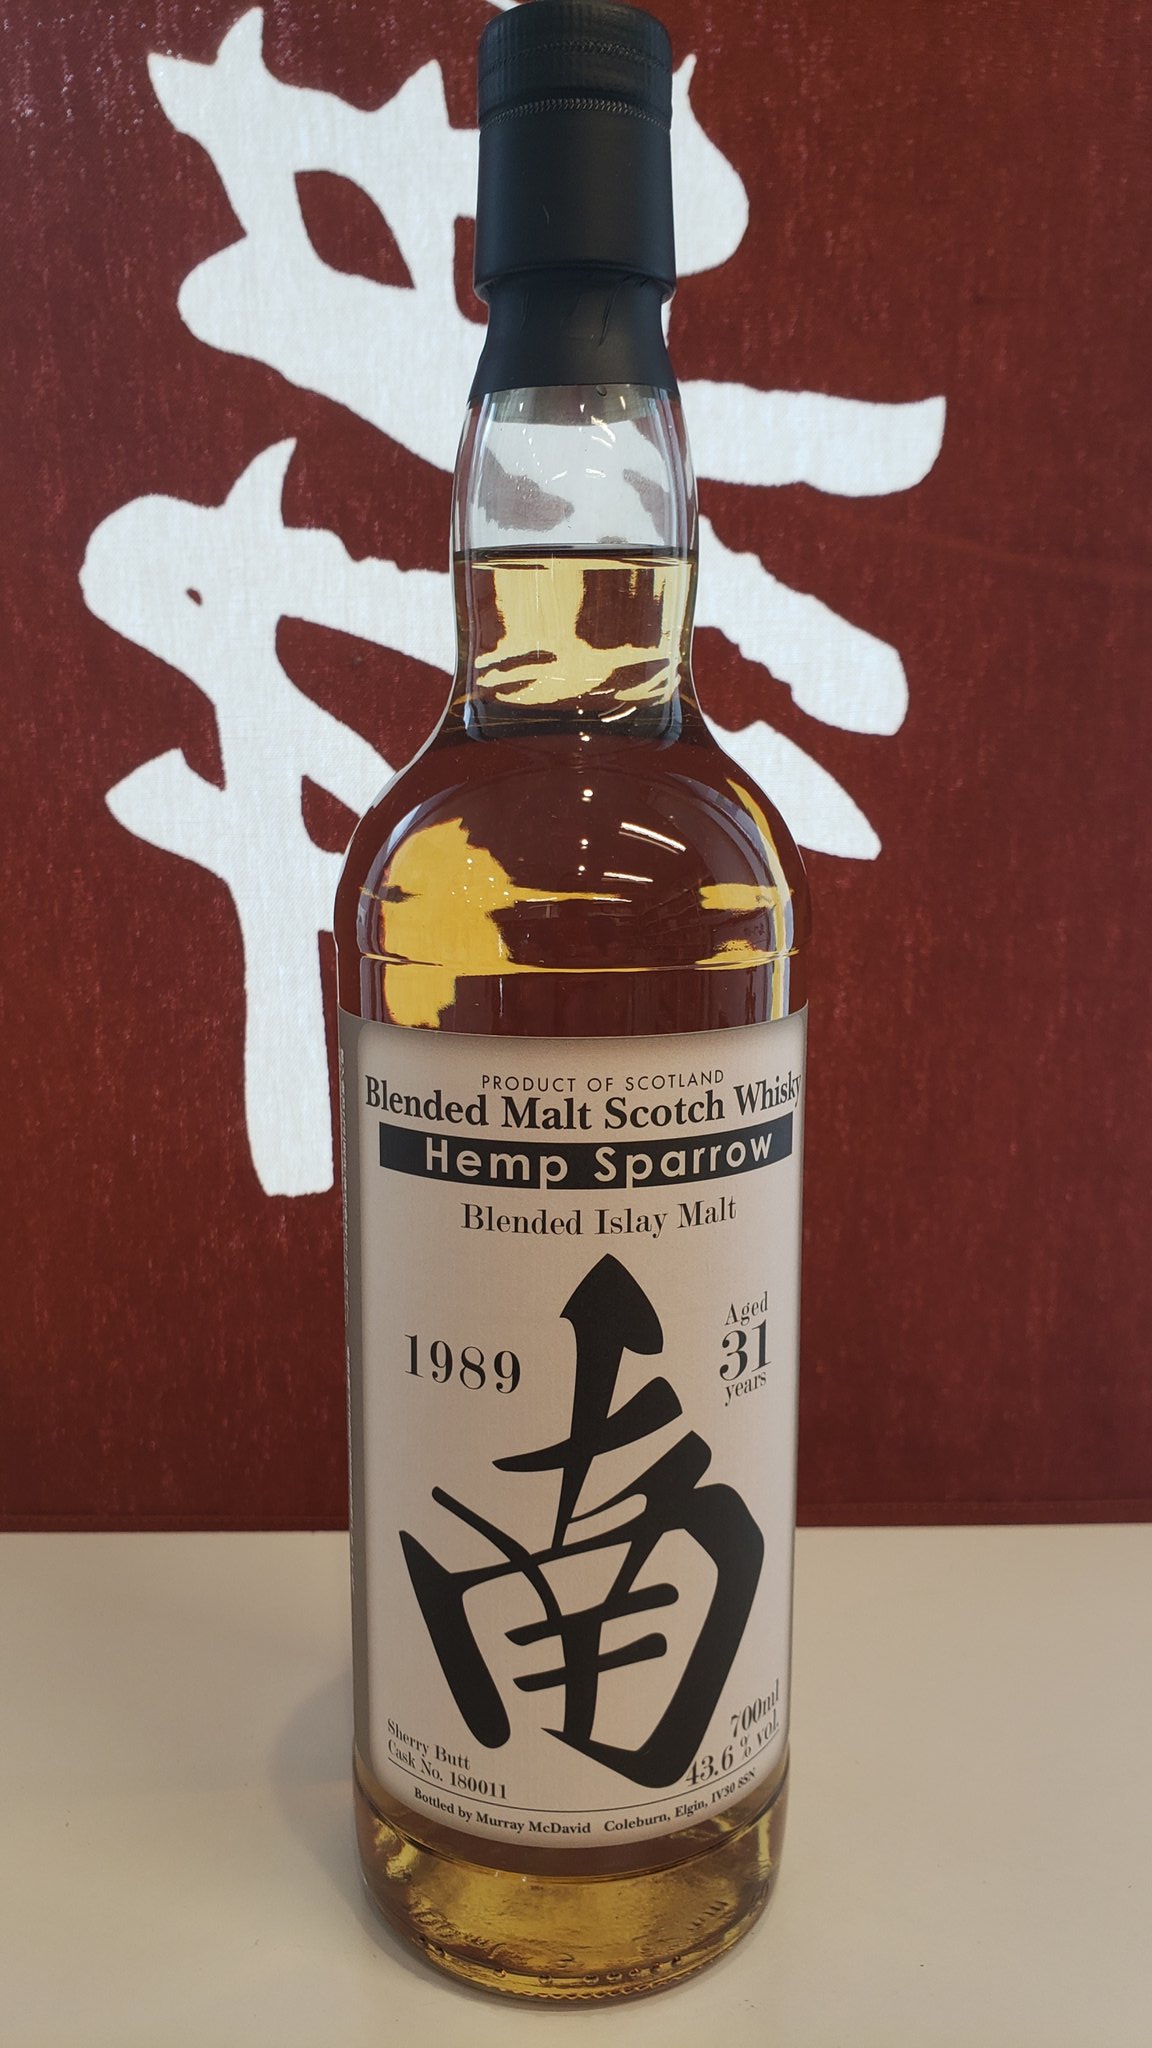 PRODUCT OF SCOTLAND
Blended Malt Scotch Whisky
Hemp Sparrow
Blended Islay Malt
1989
Aged
31
years
南
Sherry Butt
Cask No. 180011
700ml
43.6 % vol.
Bottled by Murray McDavid Coleburn, Elgin, IV30 8SN